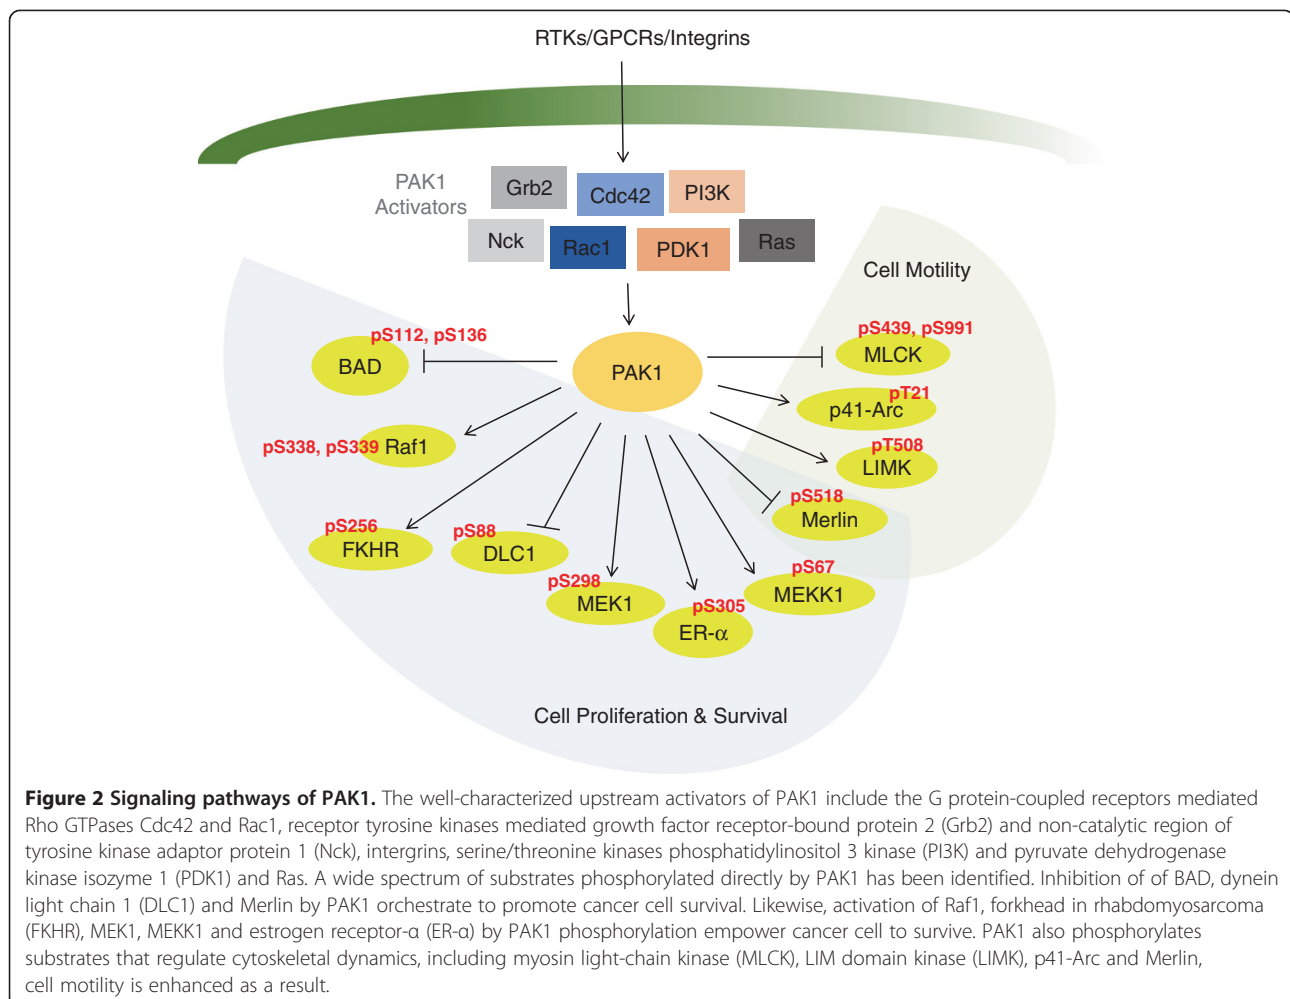 RTKs/GPCRs/Integrins
PAK1
Activators
Grb2
Cdc42
PI3K
Nck
Rac1
PDK1
Ras
Cell Motility
pS112, pS136
BAD
PAK1
pS439, pS991
MLCK
pT21
p41-Arc
pS338, pS339 Raf1
pT508
LIMK
pS518
Merlin
pS256
FKHR
pS88
DLC1
pS298
MEK1
pS305
ER-α
pS67
MEKK1
Cell Proliferation & Survival
Figure 2 Signaling pathways of PAK1. The well-characterized upstream activators of PAK1 include the G protein-coupled receptors mediated
Rho GTPases Cdc42 and Rac1, receptor tyrosine kinases mediated growth factor receptor-bound protein 2 (Grb2) and non-catalytic region of
tyrosine kinase adaptor protein 1 (Nck), intergrins, serine/threonine kinases phosphatidylinositol 3 kinase (PI3K) and pyruvate dehydrogenase
kinase isozyme 1 (PDK1) and Ras. A wide spectrum of substrates phosphorylated directly by PAK1 has been identified. Inhibition of of BAD, dynein
light chain 1 (DLC1) and Merlin by PAK1 orchestrate to promote cancer cell survival. Likewise, activation of Raf1, forkhead in rhabdomyosarcoma
(FKHR), MEK1, MEKK1 and estrogen receptor-α (ER-α) by PAK1 phosphorylation empower cancer cell to survive. PAK1 also phosphorylates
substrates that regulate cytoskeletal dynamics, including myosin light-chain kinase (MLCK), LIM domain kinase (LIMK), p41-Arc and Merlin,
cell motility is enhanced as a result.